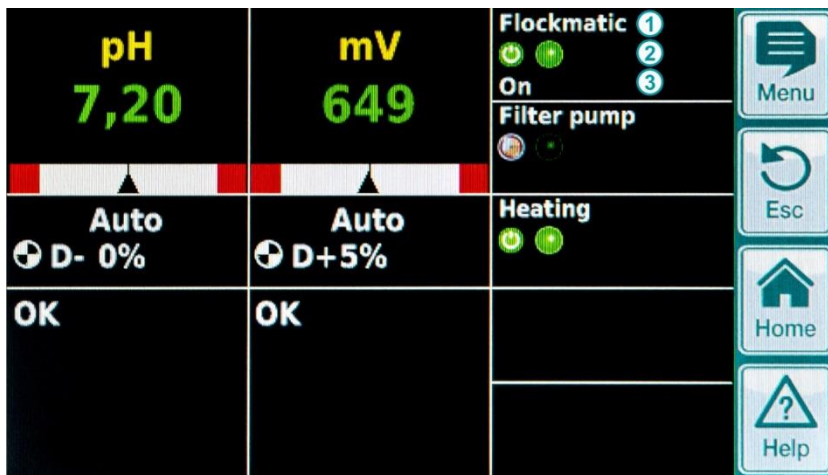 pH
7,20
Auto
D- 0%
OK
mV
649
Auto
D+5%
OK
Flockmatic 1
2
On 3
Filter pump
Heating
Menu
Esc
Home
? Help